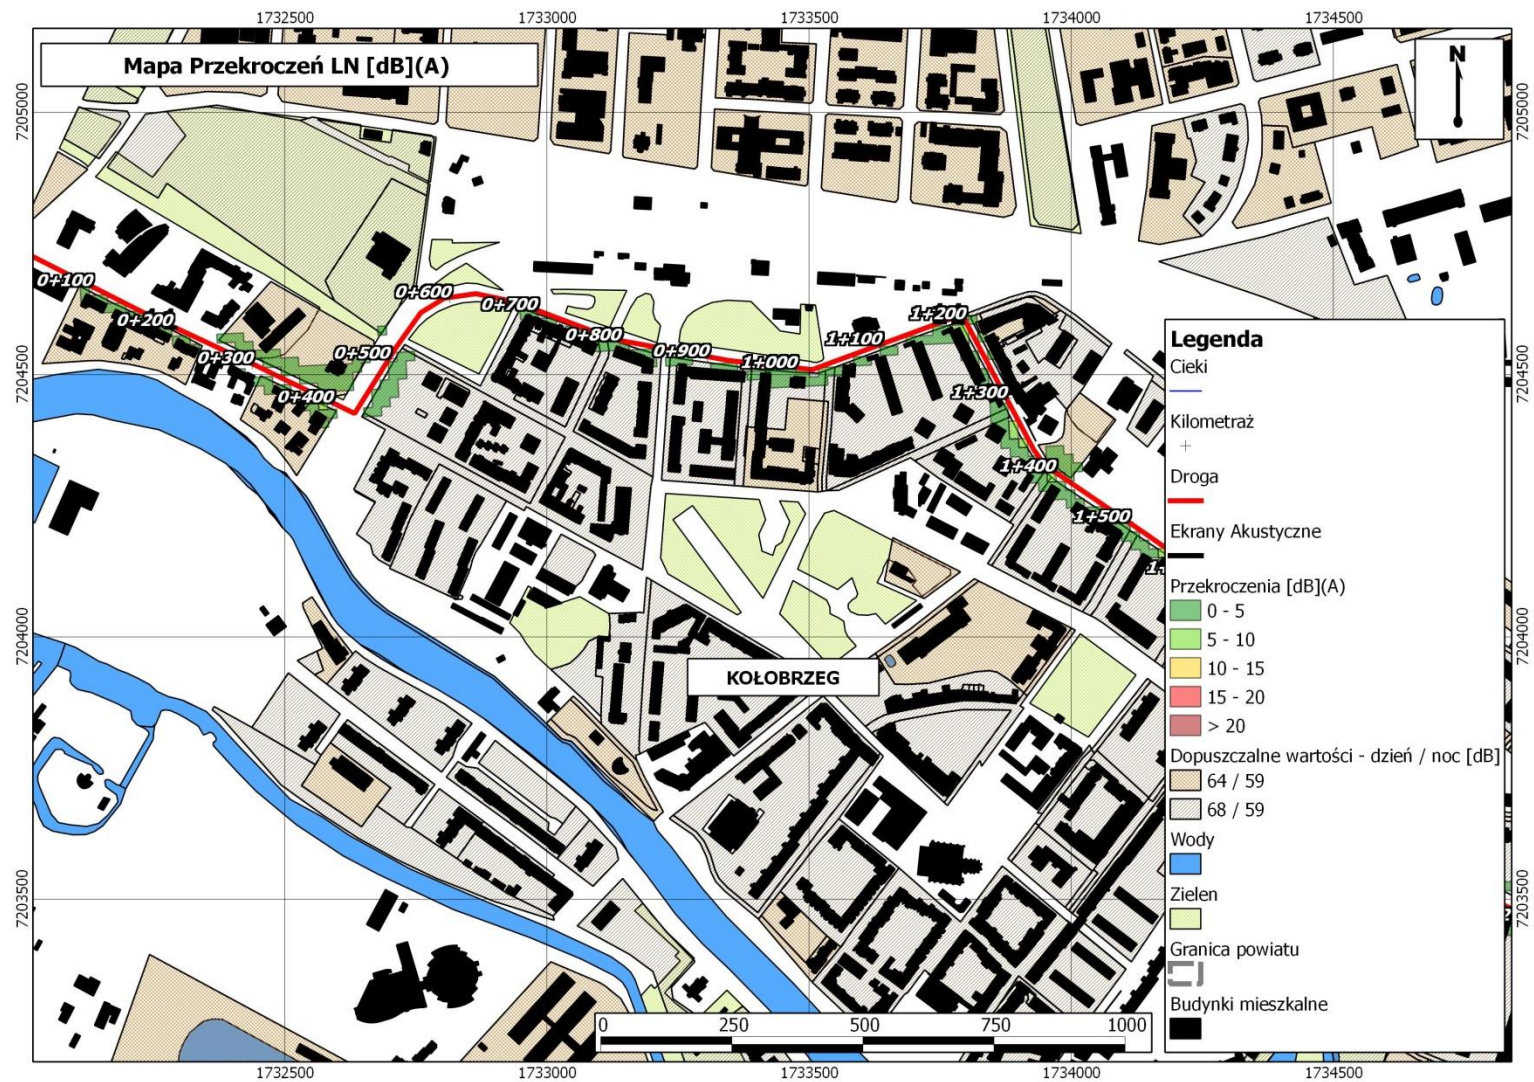 1732500 1733000 1733500 1734000 1734500
Mapa Przekroczeń LN [dB](A)
N
7205000 7205000
0+100
0+200
0+300
0+400
0+500
0+600
0+700
0+800
0+900
1+000
1+100
1+200
1+300
1+400
1+500
7204500 7204500
7204000 7204000
KOŁOBRZEG
7203500 7203500
Legenda
Cieki
Kilometraż
Droga
Ekrany Akustyczne
Przekroczenia [dB](A)
0 - 5
5 - 10
10 - 15
15 - 20
> 20
Dopuszczalne wartości - dzień / noc [dB]
64 / 59
68 / 59
Wody
Zielen
Granica powiatu
Budynki mieszkalne
0 250 500 750 1000
1732500 1733000 1733500 1734000 1734500